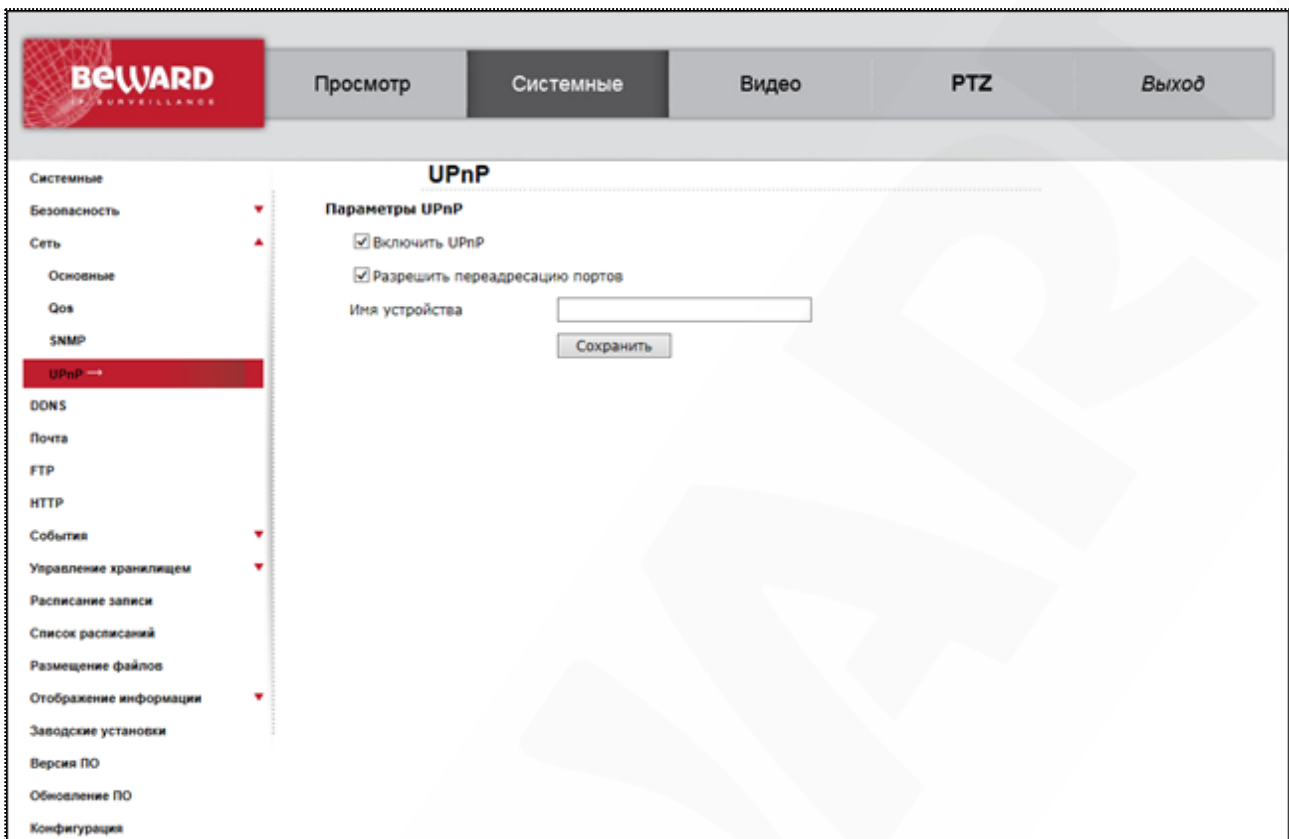 BEWARD
IP SURVEILLANCE
Просмотр
Системные
Видео
PTZ
Выход
Системные
Безопасность
Сеть
Основные
Qos
SNMP
UPnP →
DDNS
Почта
FTP
HTTP
События
Управление хранилищем
Расписание записи
Список расписаний
Размещение файлов
Отображение информации
Заводские установки
Версия ПО
Обновление ПО
Конфигурация
UPnP
Параметры UPnP
Включить UPnP
Разрешить переадресацию портов
Имя устройства
Сохранить